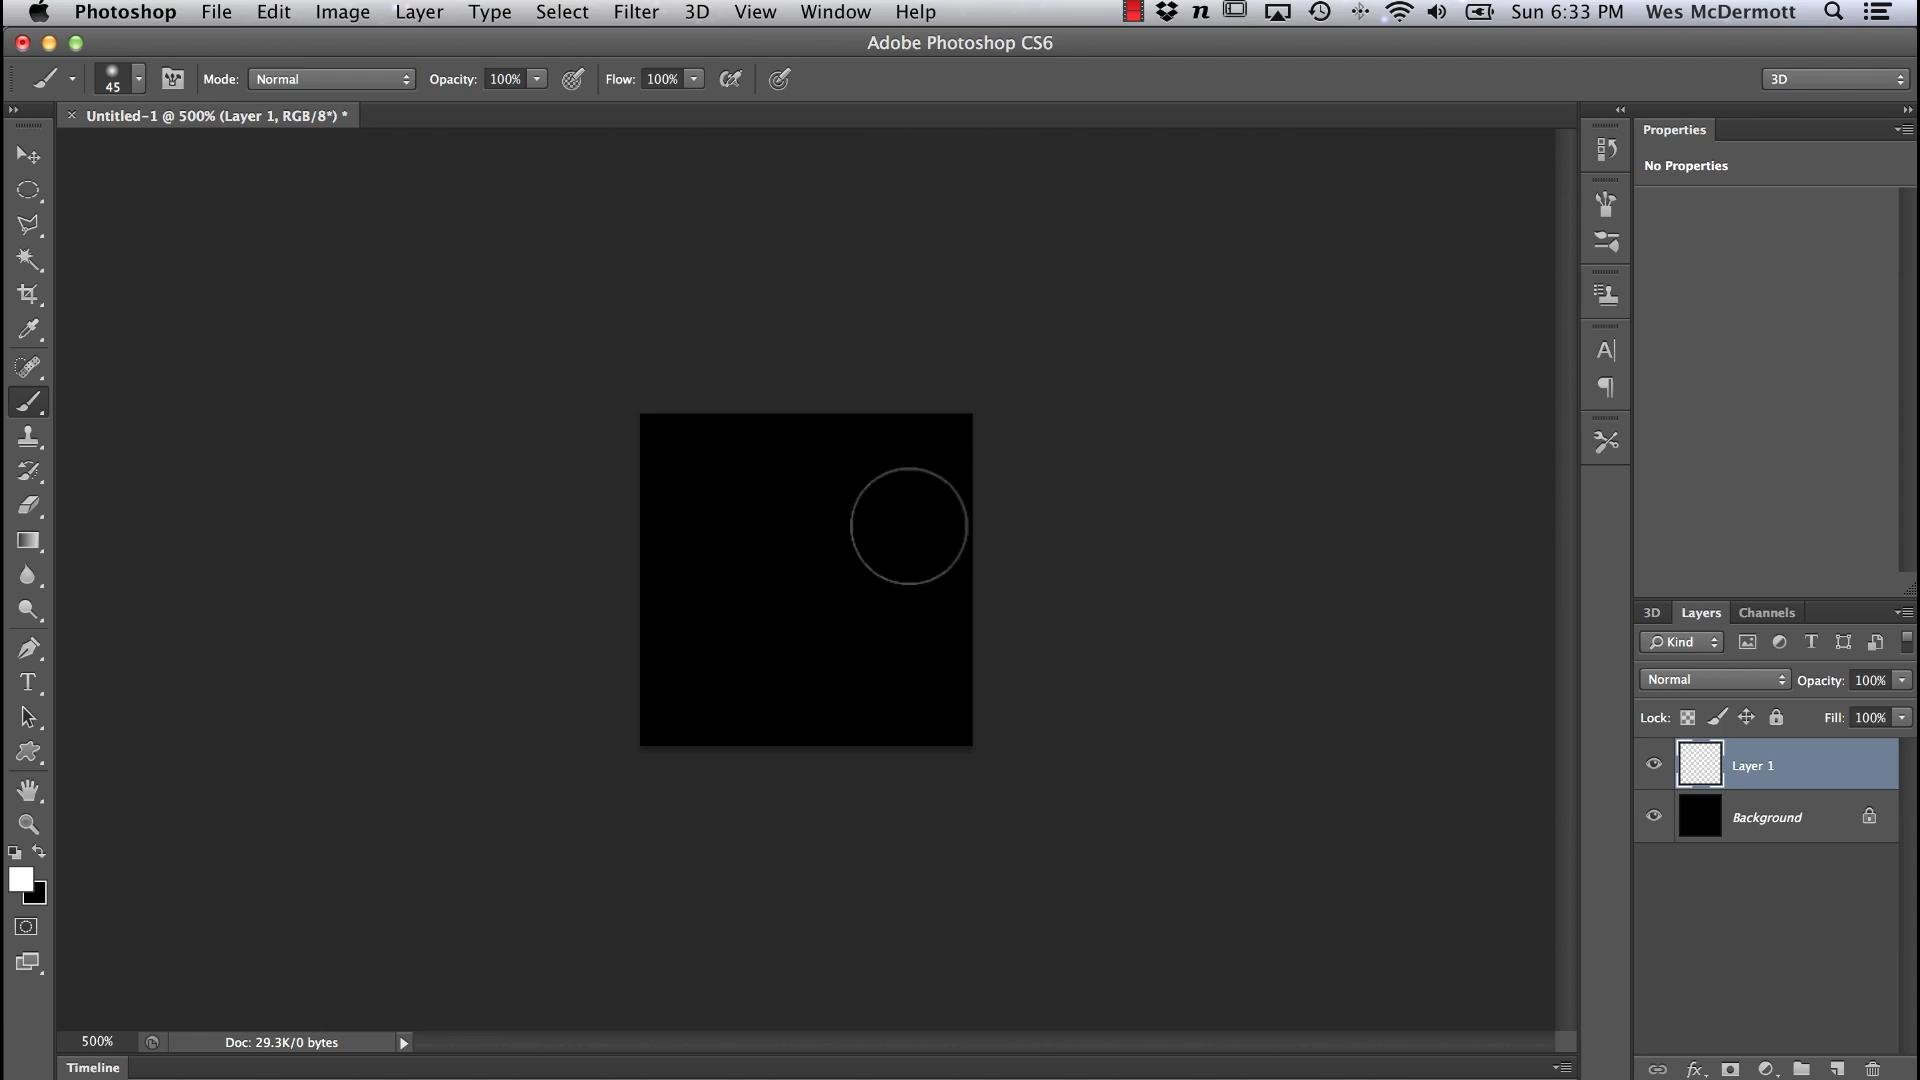 Photoshop File Edit Image Layer Type Select Filter 3D View Window Help n Sun 6:33 PM Wes McDermott
Adobe Photoshop CS6
45 Mode: Normal Opacity: 100% Flow: 100% 3D
Untitled-1 @ 500% (Layer 1, RGB/8*) *
Properties
No Properties
3D Layers Channels
Kind
Normal Opacity: 100%
Lock: Fill: 100%
Layer 1
Background
500% Doc: 29.3K/0 bytes
Timeline
fx